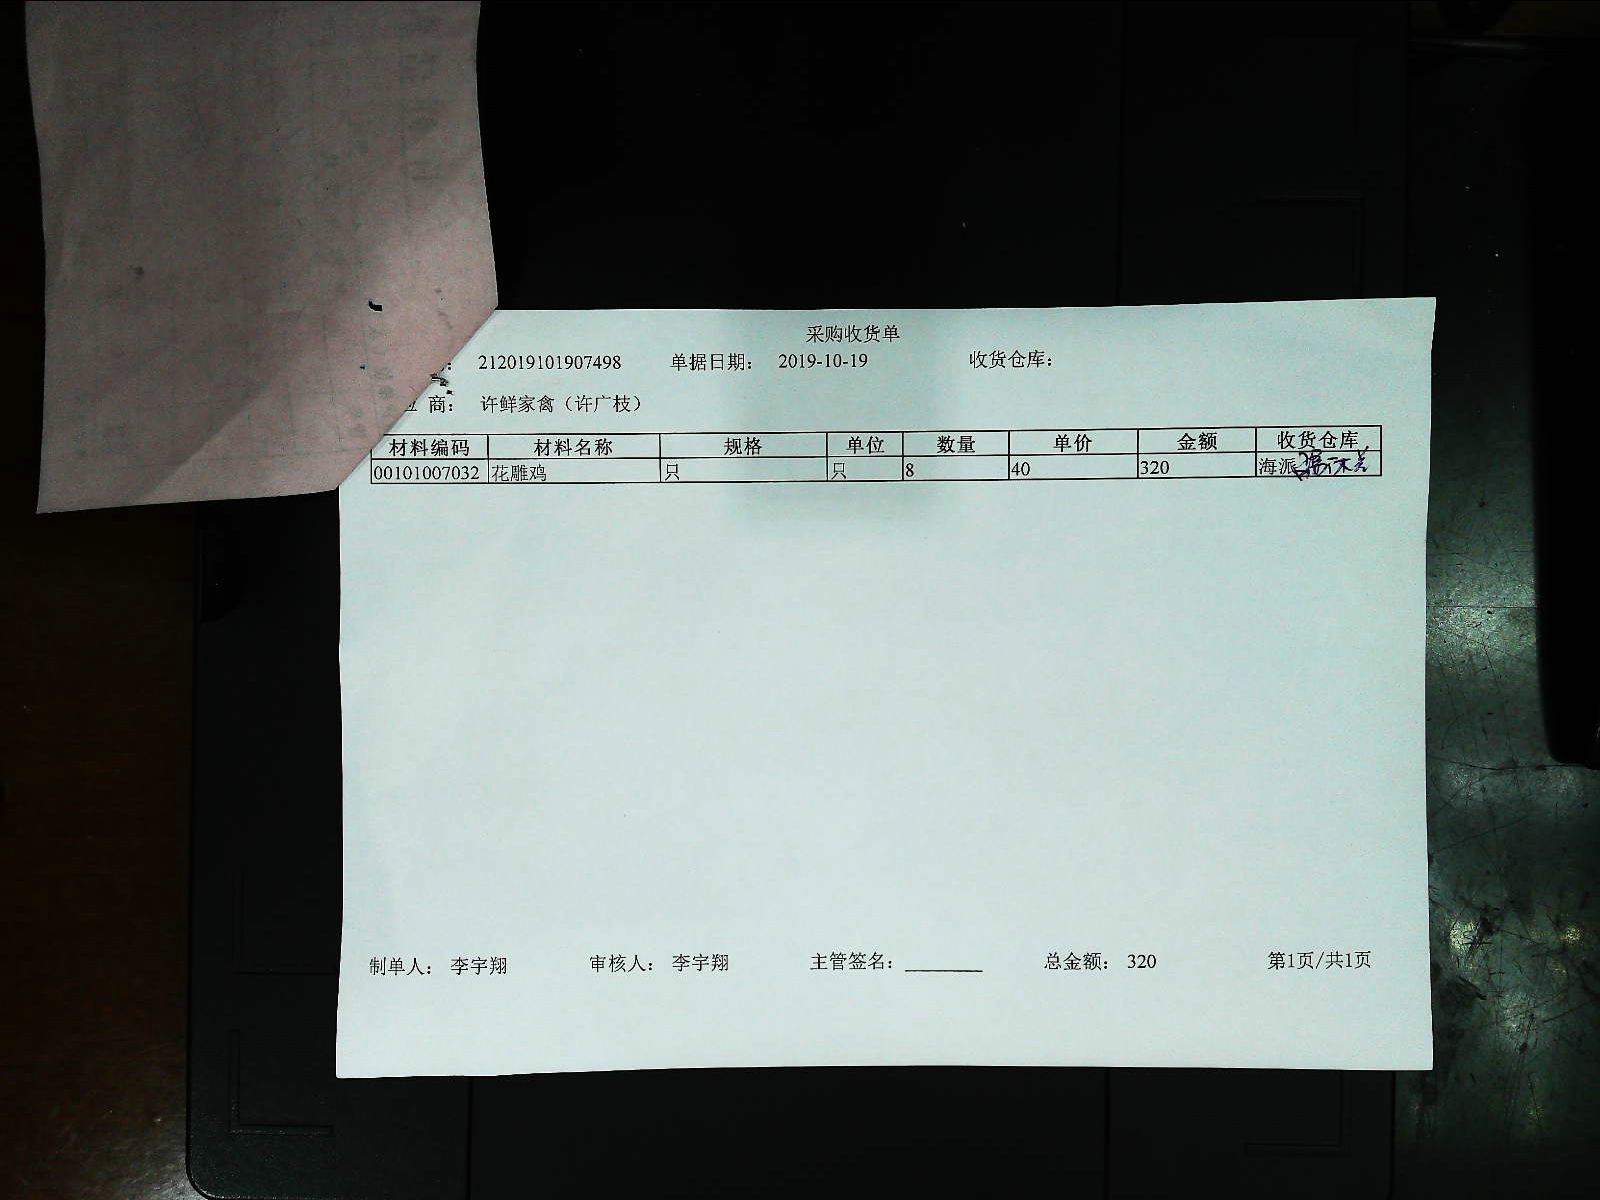 采购收货单
: 212019101907498 单据日期： 2019-10-19 收货仓库：
商： 许鲜家禽（许广枝）
材料编码 材料名称 规格 单位 数量 单价 金额 收货仓库
00101007032 花雕鸡 只 只 8 40 320 海派
制单人： 李宇翔 审核人： 李宇翔 主管签名： 总金额： 320 第1页/共1页